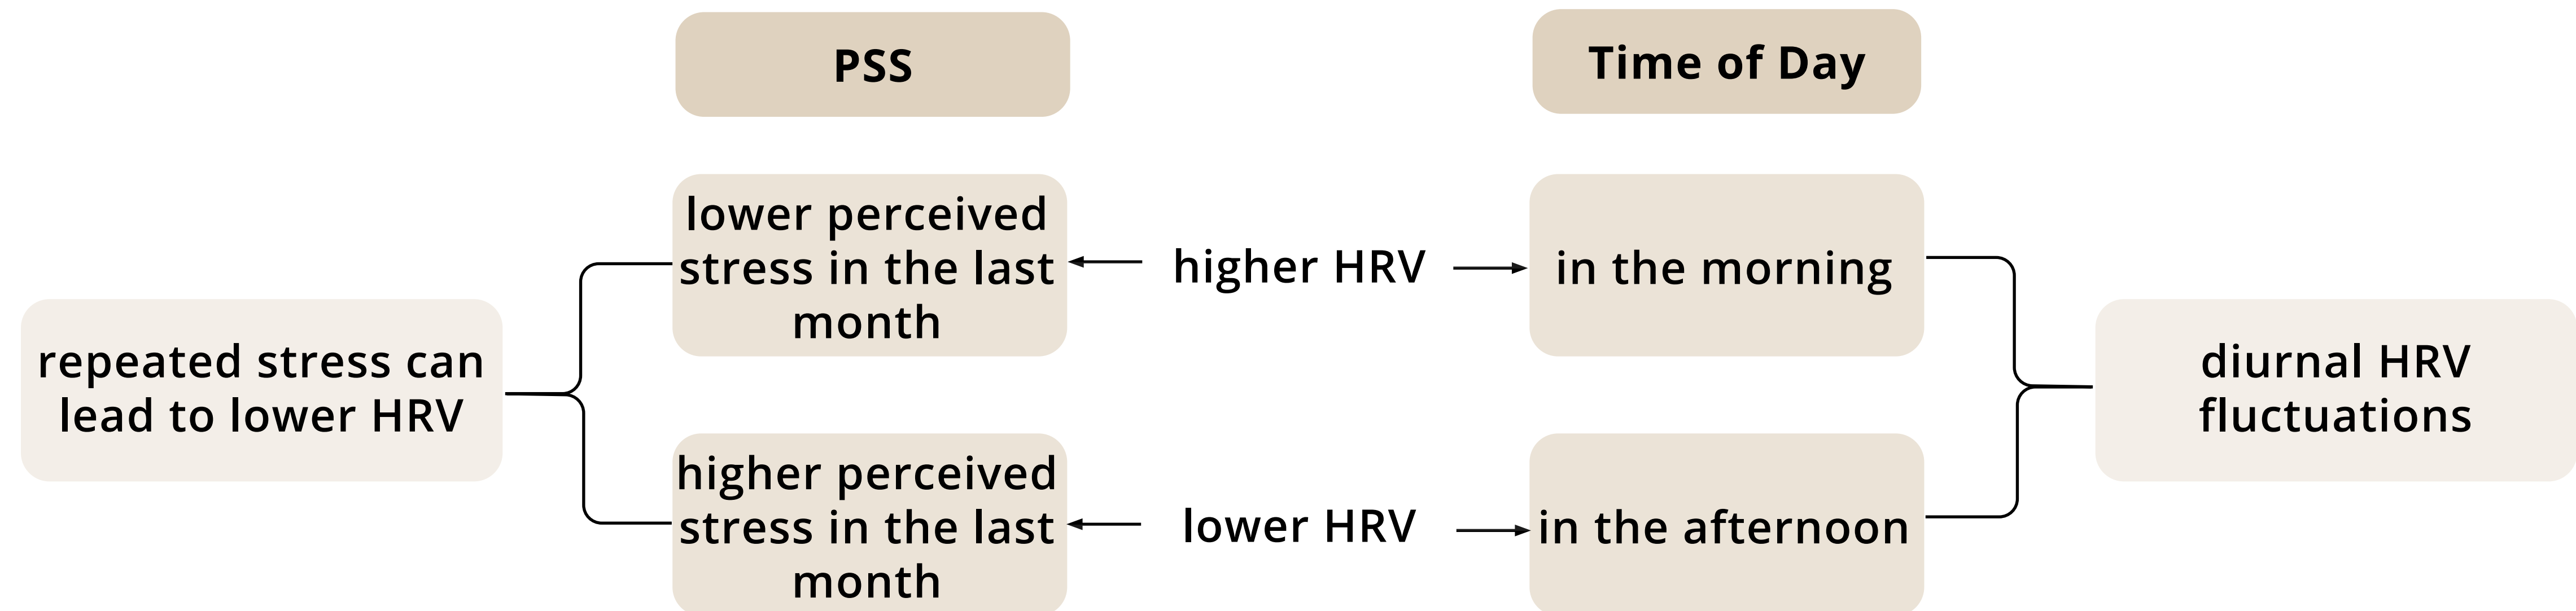 PSS
Time of Day
repeated stress can
lead to lower HRV
lower perceived
stress in the last
month
higher HRV
in the morning
higher perceived
stress in the last
month
lower HRV
in the afternoon
diurnal HRV
fluctuations